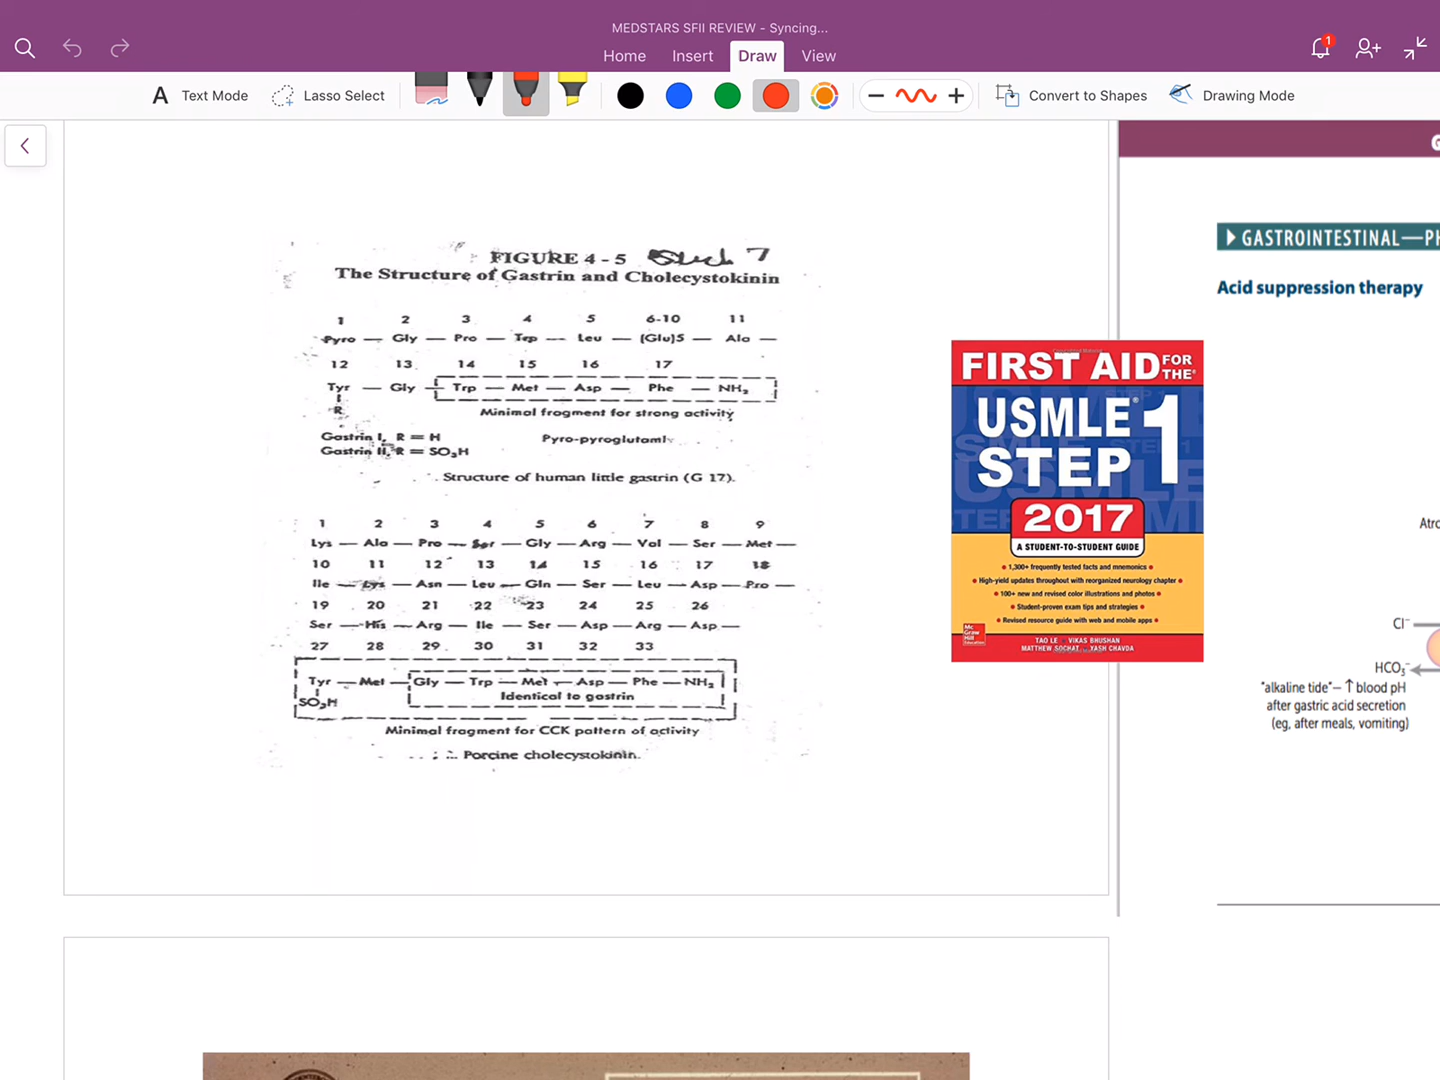 MEDSTARS SFII REVIEW - Syncing...
Home Insert Draw View
1
Text Mode Lasso Select Convert to Shapes Drawing Mode
FIGURE 4 - 5
The Structure of Gastrin and Cholecystokinin
1 2 3 4 5 6-10 11
Pyro — Gly — Pro — Trp — Leu — (Glu)5 — Ala —
12 13 14 15 16 17
Tyr — Gly — Trp — Met — Asp — Phe — NH₂
R
Minimal fragment for strong activity
Gastrin I, R = H
Gastrin II, R = SO₃H
Pyro-pyroglutamly
Structure of human little gastrin (G 17).
1 2 3 4 5 6 7 8 9
Lys — Ala — Pro — Ser — Gly — Arg — Val — Ser — Met —
10 11 12 13 14 15 16 17 18
Ile — Lys — Asn — Leu — Gln — Ser — Leu — Asp — Pro —
19 20 21 22 23 24 25 26
Ser — His — Arg — Ile — Ser — Asp — Arg — Asp —
27 28 29 30 31 32 33
Tyr — Met — Gly — Trp — Met — Asp — Phe — NH₂
SO₃H
Identical to gastrin
Minimal fragment for CCK pattern of activity
Porcine cholecystokinin.
FIRST AID FOR THE®
USMLE®
STEP 1
2017
A STUDENT-TO-STUDENT GUIDE
• 1,300+ frequently tested facts and mnemonics •
• High-yield updates throughout with reorganized neurology chapter •
• 100+ new and revised color illustrations and photos •
• Student-proven exam tips and strategies •
• Revised resource guide with web and mobile apps •
Mc Graw Hill Education
TAO LE VIKAS BHUSHAN
MATTHEW SOCHAT YASH CHAVDA
GASTROINTESTINAL—PH
Acid suppression therapy
Atro
Cl⁻
HCO₃⁻
"alkaline tide"— ↑ blood pH
after gastric acid secretion
(eg, after meals, vomiting)